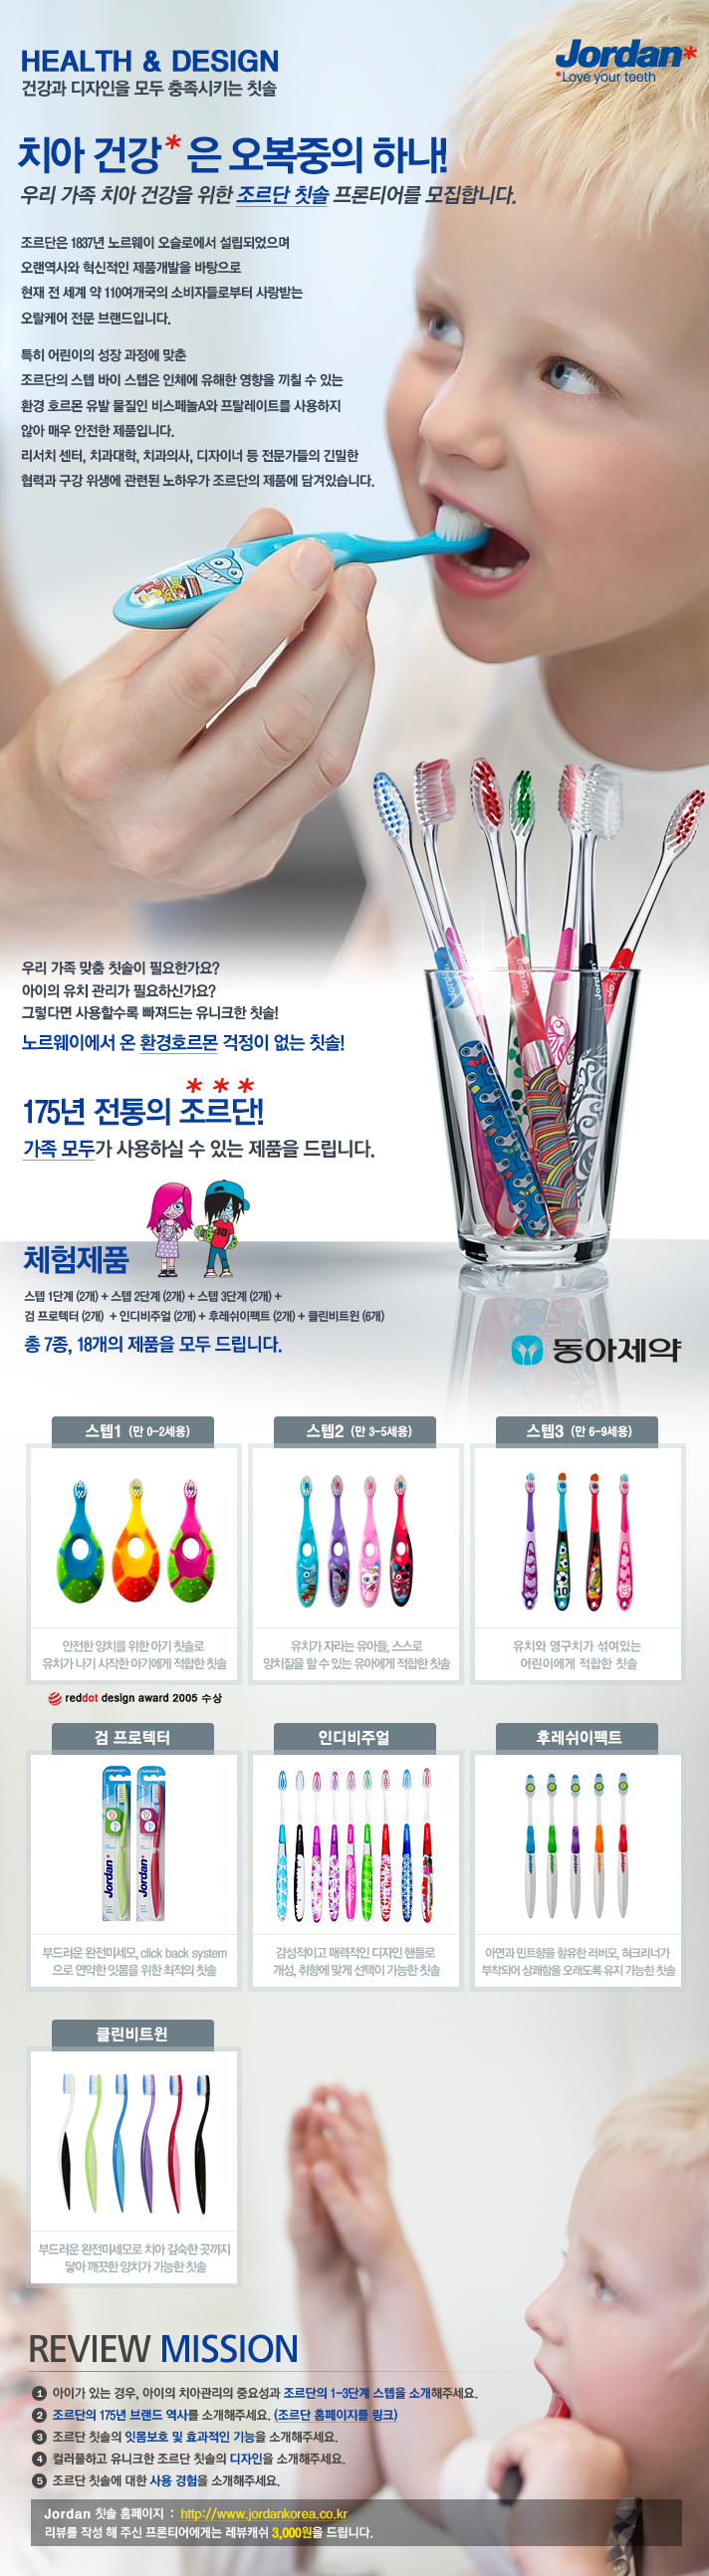 HEALTH & DESIGN
건강과 디자인을 모두 충족시키는 칫솔
Jordan*
*Love your teeth
치아 건강*은 오복중의 하나!
우리 가족 치아 건강을 위한 조르단 칫솔 프론티어를 모집합니다.
조르단은 1837년 노르웨이 오슬로에서 설립되었으며
오랜역사와 혁신적인 제품개발을 바탕으로
현재 전 세계 약 110여개국의 소비자들로부터 사랑받는
오랄케어 전문 브랜드입니다.
특히 어린이의 성장 과정에 맞춘
조르단의 스텝 바이 스텝은 인체에 유해한 영향을 끼칠 수 있는
환경 호르몬 유발 물질인 비스페놀A와 프탈레이트를 사용하지
않아 매우 안전한 제품입니다.
리서치 센터, 치과대학, 치과의사, 디자이너 등 전문가들의 긴밀한
협력과 구강 위생에 관련된 노하우가 조르단의 제품에 담겨있습니다.
우리 가족 맞춤 칫솔이 필요한가요?
아이의 유치 관리가 필요하신가요?
그렇다면 사용할수록 빠져드는 유니크한 칫솔!
노르웨이에서 온 환경호르몬 걱정이 없는 칫솔!
175년 전통의 조르단!
가족 모두가 사용하실 수 있는 제품을 드립니다.
체험제품
스텝 1단계 (2개) + 스텝 2단계 (2개) + 스텝 3단계 (2개) +
검 프로텍터 (2개) + 인디비주얼 (2개) + 후레쉬이팩트 (2개) + 클린비트윈 (6개)
총 7종, 18개의 제품을 모두 드립니다.
동아제약
스텝1 (만 0-2세용)
스텝2 (만 3-5세용)
스텝3 (만 6-9세용)
안전한 양치를 위한 아기 칫솔로
유치가 나기 시작한 아기에게 적합한 칫솔
유치가 자라는 유아들, 스스로
양치질을 할 수 있는 유아에게 적합한 칫솔
유치와 영구치가 섞여있는
어린이에게 적합한 칫솔
reddot design award 2005 수상
검 프로텍터
인디비주얼
후레쉬이펙트
Jordan*
Jordan*
부드러운 완전미세모, click back system
으로 연약한 잇몸을 위한 최적의 칫솔
감성적이고 매력적인 디자인 핸들로
개성, 취향에 맞게 선택이 가능한 칫솔
아연과 민트향을 함유한 러버모, 혀크리너가
부착되어 상쾌함을 오래도록 유지 가능한 칫솔
클린비트윈
부드러운 완전미세모로 치아 깊숙한 곳까지
닿아 깨끗한 양치가 가능한 칫솔
REVIEW MISSION
1 아이가 있는 경우, 아이의 치아관리의 중요성과 조르단의 1-3단계 스텝을 소개해주세요.
2 조르단의 175년 브랜드 역사를 소개해주세요. (조르단 홈페이지를 링크)
3 조르단 칫솔의 잇몸보호 및 효과적인 기능을 소개해주세요.
4 컬러풀하고 유니크한 조르단 칫솔의 디자인을 소개해주세요.
5 조르단 칫솔에 대한 사용 경험을 소개해주세요.
Jordan 칫솔 홈페이지 : http://www.jordankorea.co.kr
리뷰를 작성 해 주신 프론티어에게는 레뷰캐쉬 3,000원을 드립니다.